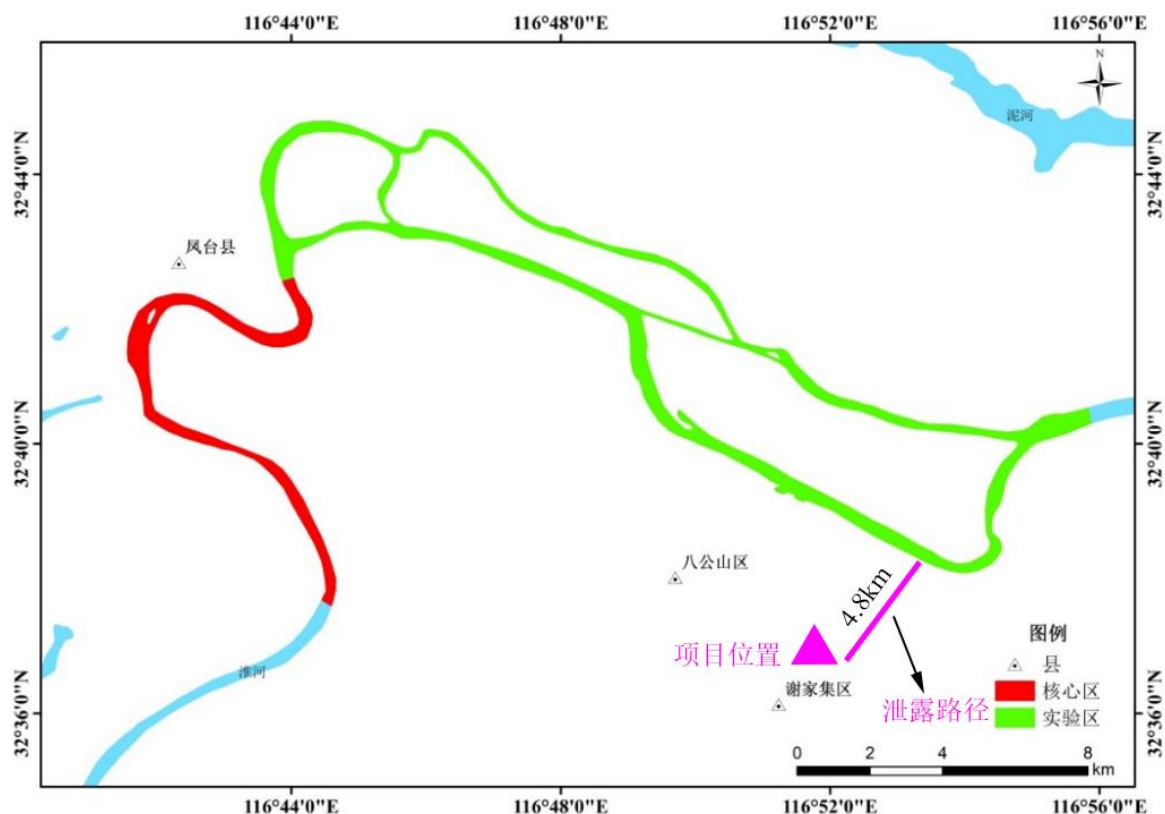 116°44'0"E 116°48'0"E 116°52'0"E 116°56'0"E
N
泥河
32°44'0"N 32°44'0"N
凤台县
32°40'0"N 32°40'0"N
八公山区
4.8km
项目位置
图例
县
淮河
谢家集区
核心区
泄露路径
实验区
32°36'0"N 32°36'0"N
0 2 4 8
km
116°44'0"E 116°48'0"E 116°52'0"E 116°56'0"E